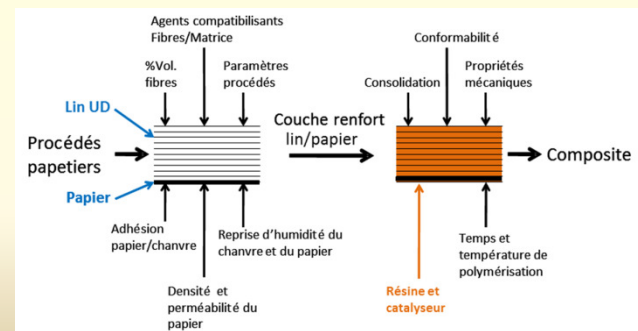 Agents compatibilisants
Fibres/Matrice
%Vol.
fibres
Paramètres
procédés
Lin UD
Procédés
papetiers
Papier
Adhésion
papier/chanvre
Reprise d'humidité du
chanvre et du papier
Densité et
perméabilité du
papier
Couche renfort
lin/papier
Conformabilité
Consolidation
Propriétés
mécaniques
Composite
Temps et
température de
polymérisation
Résine et
catalyseur